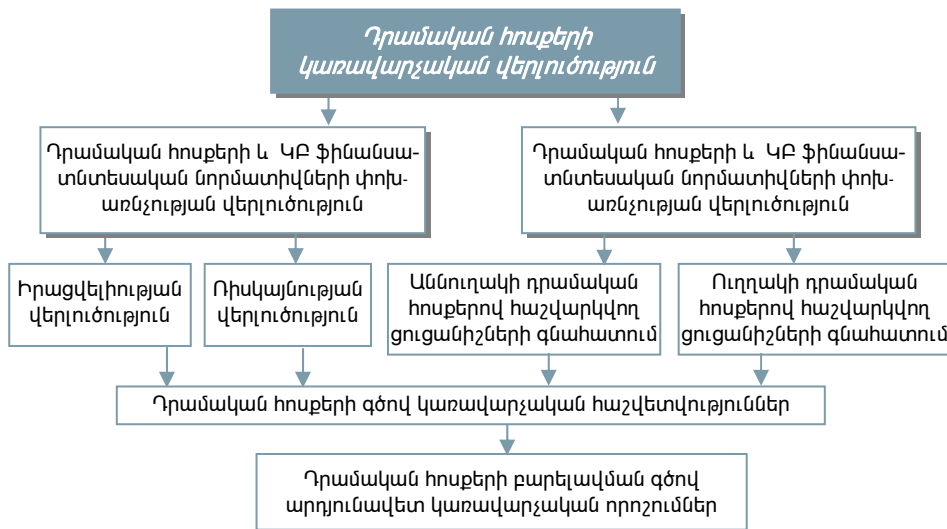 Դրամական հոսքերի
կառավարչական վերլուծություն
Դրամական հոսքերի և ԿԲ ֆինանսա-
տնտեսական նորմատիվների փոխ-
առնչության վերլուծություն
Դրամական հոսքերի և ԿԲ ֆինանսա-
տնտեսական նորմատիվների փոխ-
առնչության վերլուծություն
Իրացվելիության
վերլուծություն
Ռիսկայնության
վերլուծություն
Աննուղակի դրամական
հոսքերով հաշվարկվող
ցուցանիշների գնահատում
Ուղղակի դրամական
հոսքերով հաշվարկվող
ցուցանիշների գնահատում
Դրամական հոսքերի գծով կառավարչական հաշվետվություններ
Դրամական հոսքերի բարելավման գծով
արդյունավետ կառավարչական որոշումներ